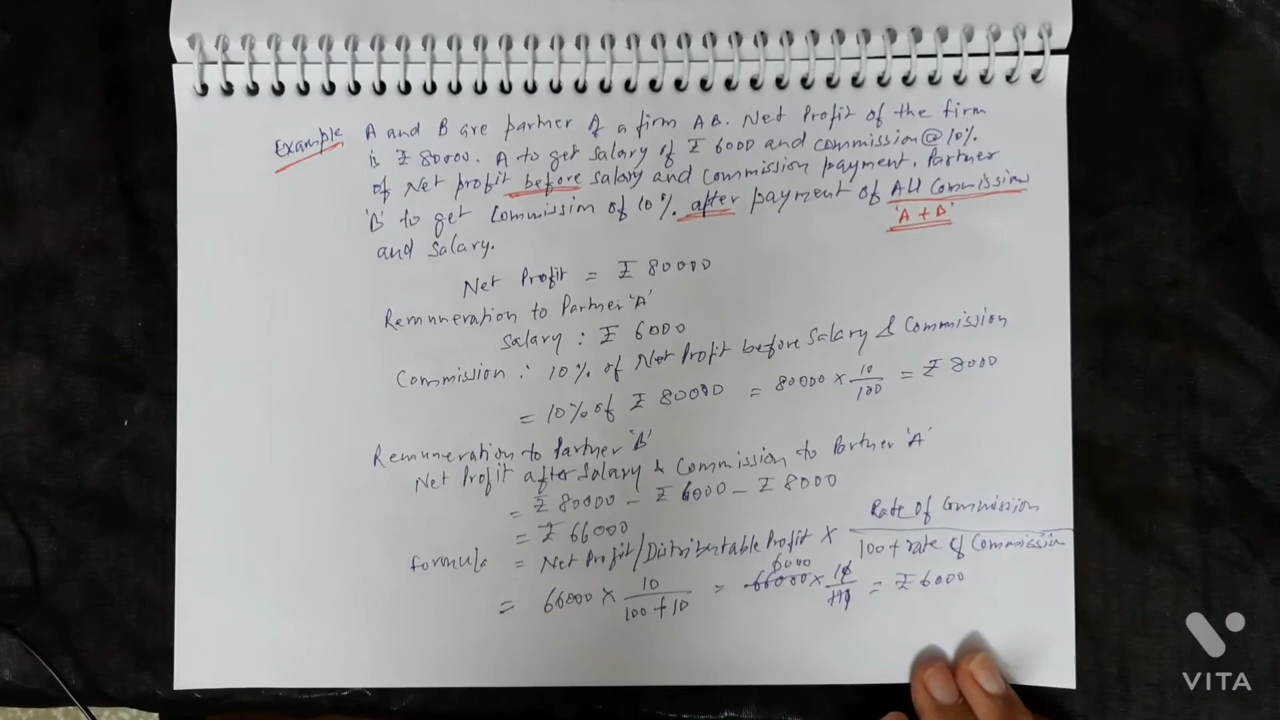 Example A and B are partner of a firm AB. Net Profit of the firm
is ₹ 80000. A to get salary of ₹ 6000 and commission @ 10%.
of Net profit before salary and commission payment. Partner
'B' to get commission of 10%. after payment of All Commission
'A + B'
and salary.
Net Profit = ₹ 80000
Remuneration to Partner 'A'
Salary : ₹ 6000
Commission : 10% of Net Profit before Salary & Commission
= 10% of ₹ 80000 = 80000 × 10/100 = ₹ 8000
Remuneration to Partner 'B'
Net Profit after Salary & Commission to Partner 'A'
= ₹ 80000 - ₹ 6000 - ₹ 8000
= ₹ 66000
formula = Net Profit/Distributable Profit × Rate of Commission / 100 + rate of Commission
6000
= 66000 × 10/100 + 10 = 66000 × 10/110 = ₹ 6000
VITA